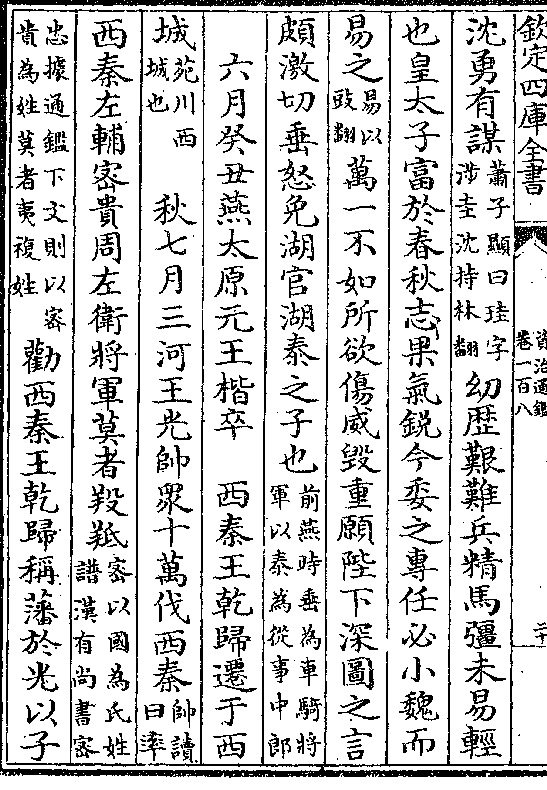 欽定四庫全書
資治通鑑
卷一百八
二十
沈勇有謀蕭子顯曰珪字涉圭沈持林翻幼歴艱難兵精馬彊未易輕
也皇太子富於春秋志果氣鋭今委之專任必小魏而
易之易以豉翻萬一不如所欲傷威毀重願陛下深圖之言
頗激切垂怒免湖官湖泰之子也前燕時垂為車騎將軍以泰為從事中郎
六月癸丑燕太原元王楷卒　西秦王乾歸遷于西
城苑川西城也　秋七月三河王光帥衆十萬伐西秦帥讀曰率
西秦左輔密貴周左衛將軍莫者羖羝密以國為氏姓譜漢有尚書密
忠據通鑑下文則以密貴為姓莫者夷複姓勸西秦王乾歸稱藩於光以子